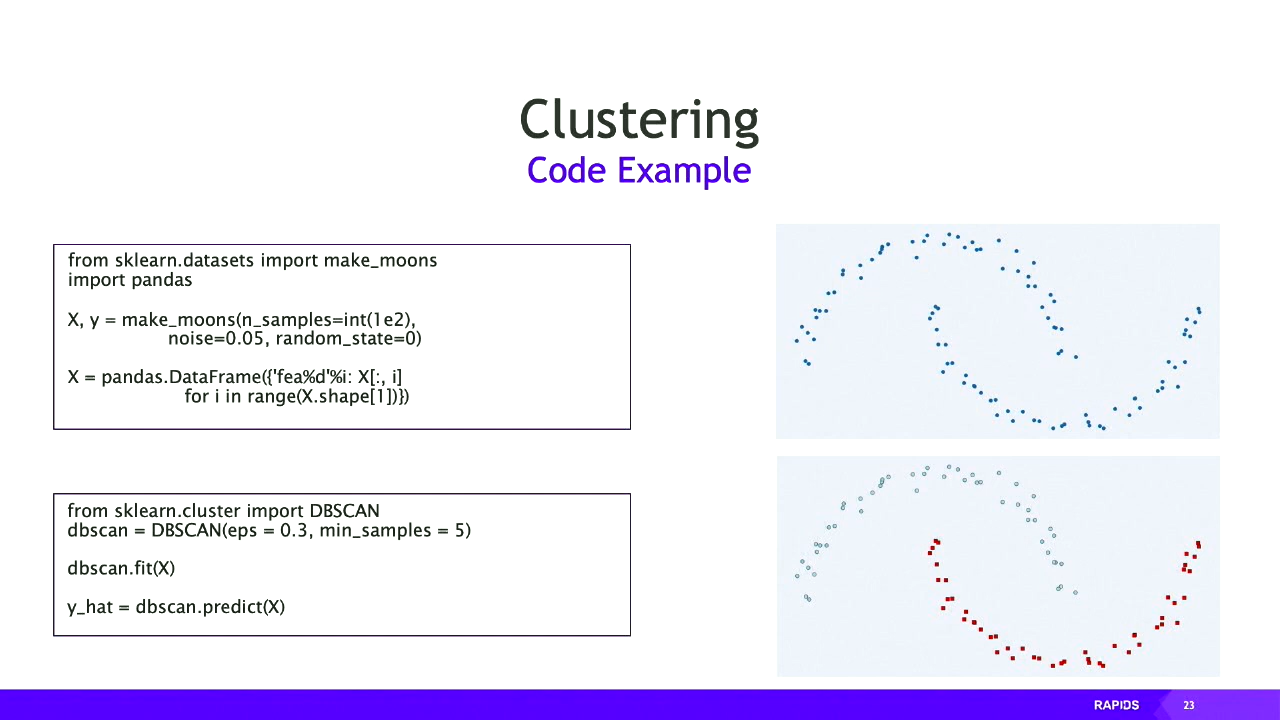 Clustering
Code Example
from sklearn.datasets import make_moons
import pandas
X, y = make_moons(n_samples=int(1e2),
noise=0.05, random_state=0)
X = pandas.DataFrame({'fea%d'%i: X[:, i]
for i in range(X.shape[1])})
from sklearn.cluster import DBSCAN
dbscan = DBSCAN(eps = 0.3, min_samples = 5)
dbscan.fit(X)
y_hat = dbscan.predict(X)
RAPIDS
23